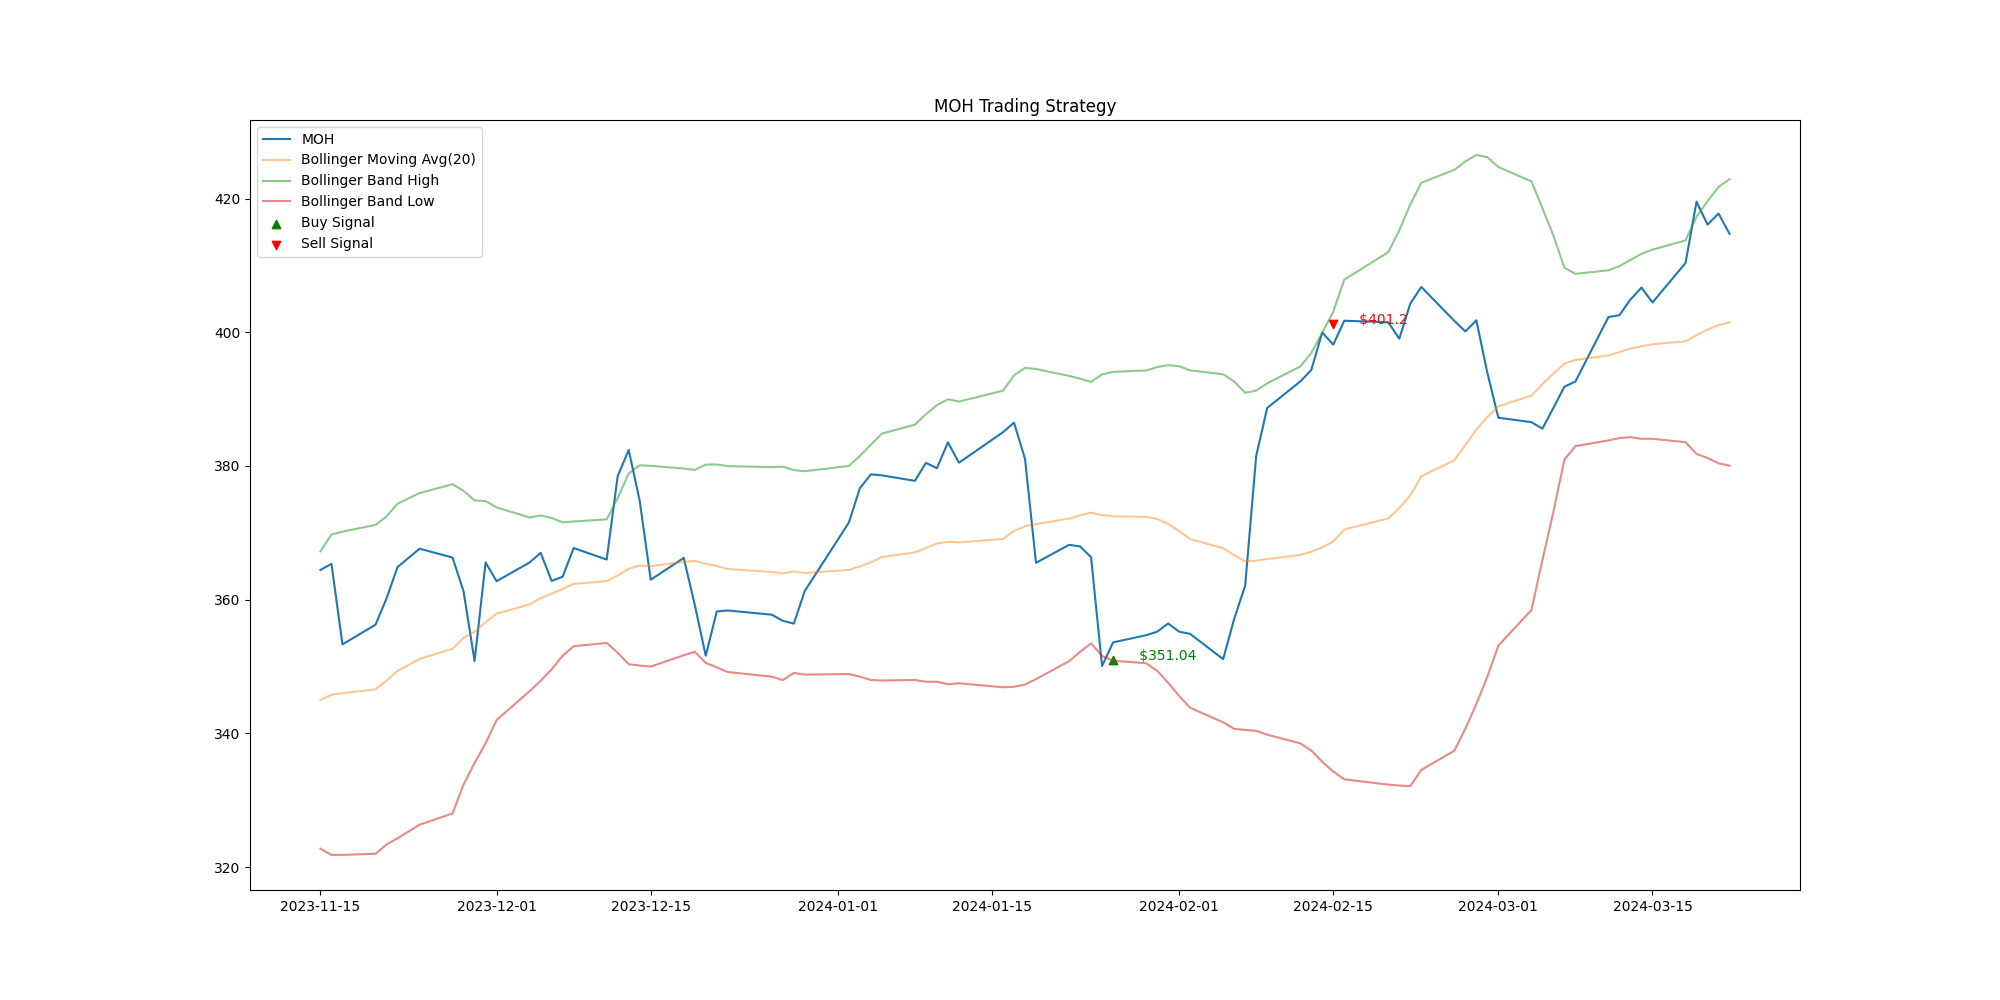 MOH Trading Strategy
MOH
Bollinger Moving Avg(20)
Bollinger Band High
Bollinger Band Low
Buy Signal
Sell Signal
420
400
380
360
340
320
$401.2
$351.04
2023-11-15
2023-12-01
2023-12-15
2024-01-01
2024-01-15
2024-02-01
2024-02-15
2024-03-01
2024-03-15